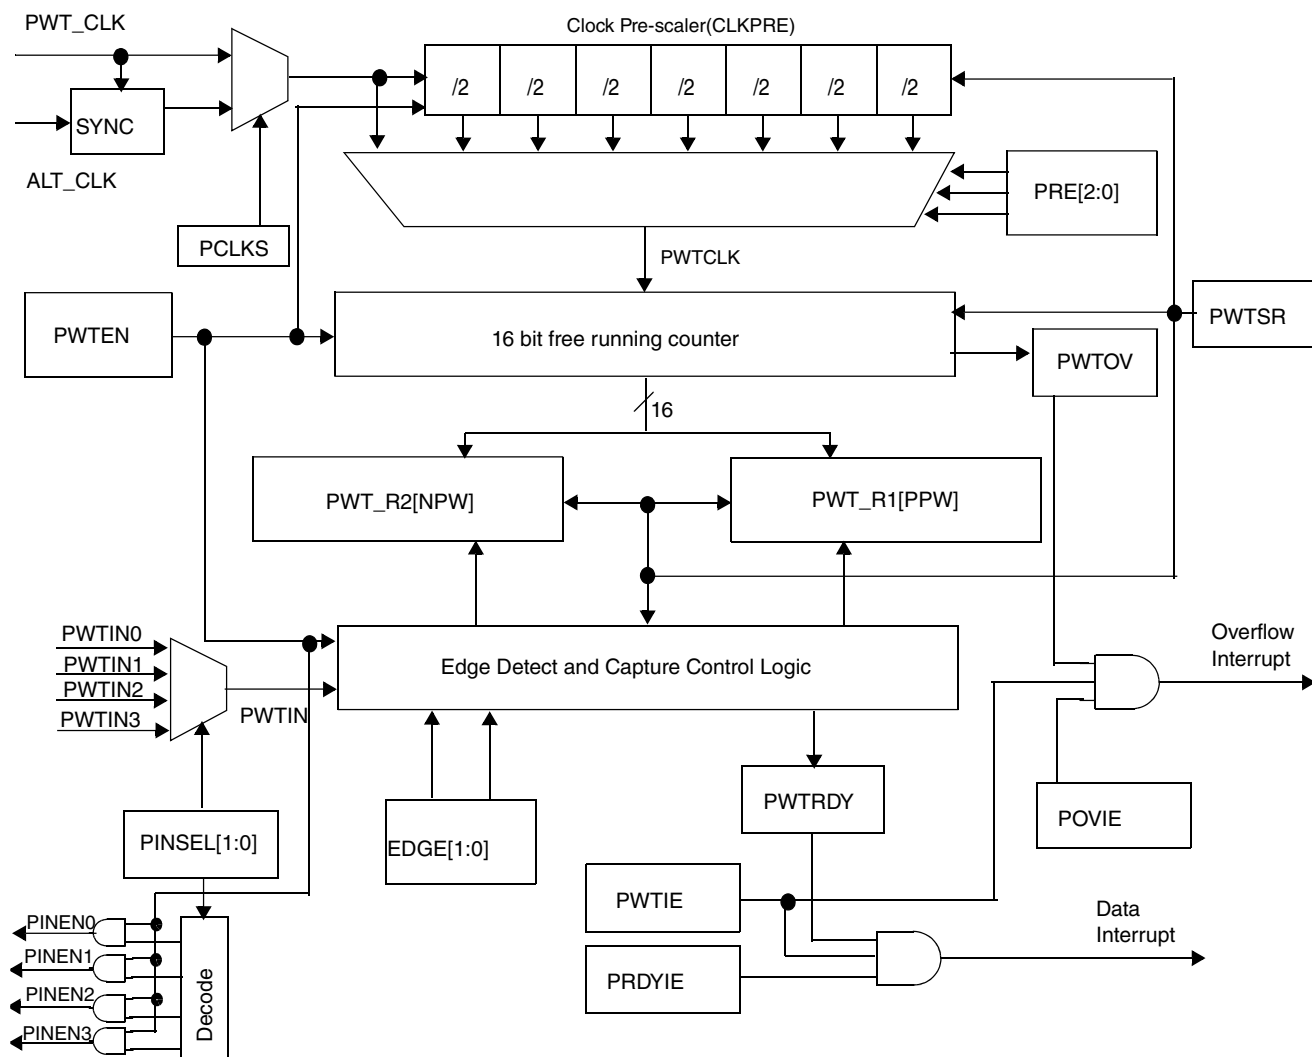 PWT_CLK
Clock Pre-scaler(CLKPRE)
/2 /2 /2 /2 /2 /2 /2
SYNC
ALT_CLK
PRE[2:0]
PCLKS
PWTCLK
PWTEN
16 bit free running counter
PWTSR
PWTOV
16
PWT_R2[NPW]
PWT_R1[PPW]
PWTIN0
PWTIN1
PWTIN2
PWTIN3
PWTIN
Edge Detect and Capture Control Logic
Overflow
Interrupt
PWTRDY
POVIE
PINSEL[1:0]
EDGE[1:0]
PWTIE
PRDYIE
Data
Interrupt
PINEN0
PINEN1
PINEN2
PINEN3
Decode